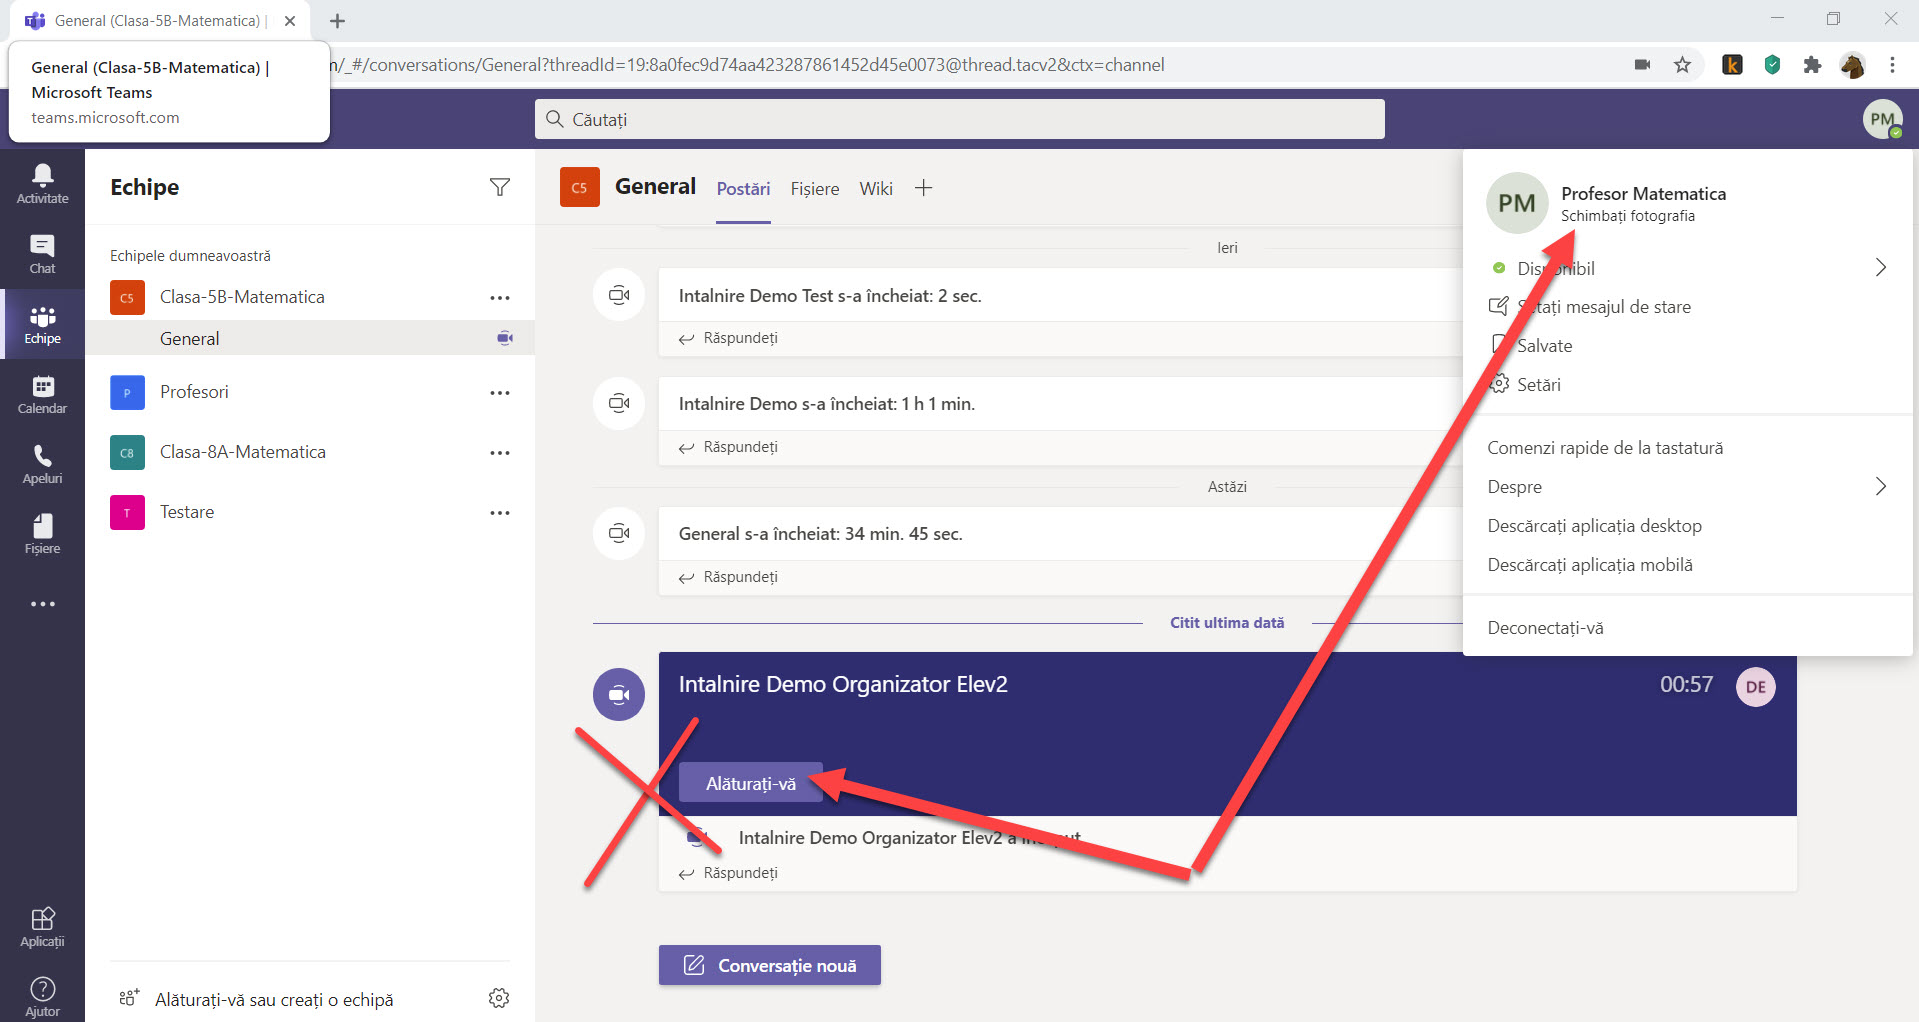 General (Clasa-5B-Matematica) |
General (Clasa-5B-Matematica) |
Microsoft Teams
teams.microsoft.com
/_#/conversations/General?threadId=19:8a0fec9d74aa423287861452d45e0073@thread.tacv2&ctx=channel
k
Căutați
PM
Activitate
Chat
Echipe
Calendar
Apeluri
Fișiere
Aplicații
Ajutor
Echipe
Echipele dumneavoastră
C5 Clasa-5B-Matematica
General
P Profesori
C8 Clasa-8A-Matematica
T Testare
Alăturați-vă sau creați o echipă
C5 General Postări Fișiere Wiki
Ieri
Intalnire Demo Test s-a încheiat: 2 sec.
Răspundeți
Intalnire Demo s-a încheiat: 1 h 1 min.
Răspundeți
Astăzi
General s-a încheiat: 34 min. 45 sec.
Răspundeți
Citit ultima dată
Intalnire Demo Organizator Elev2 00:57 DE
Alăturați-vă
Intalnire Demo Organizator Elev2 a
Răspundeți
Conversație nouă
PM Profesor Matematica
Schimbați fotografia
Disponibil
Setați mesajul de stare
Salvate
Setări
Comenzi rapide de la tastatură
Despre
Descărcați aplicația desktop
Descărcați aplicația mobilă
Deconectați-vă